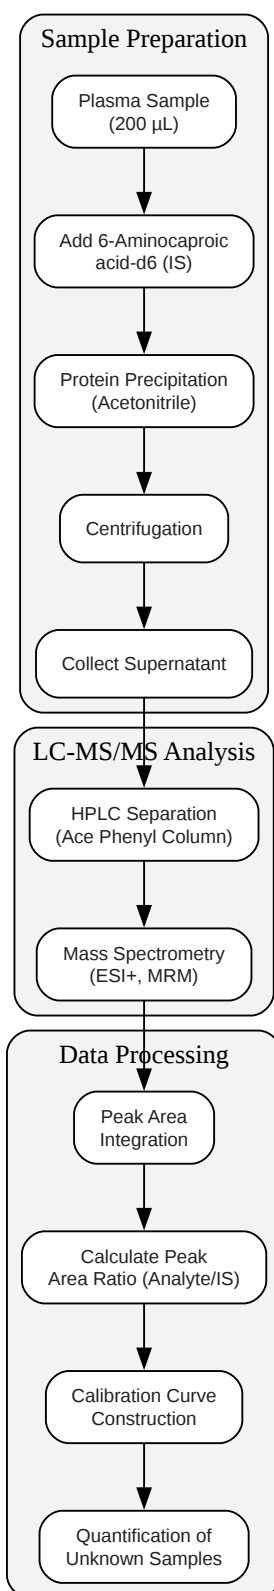 Sample Preparation
Plasma Sample
(200 µL)
Add 6-Aminocaproic
acid-d6 (IS)
Protein Precipitation
(Acetonitrile)
Centrifugation
Collect Supernatant
LC-MS/MS Analysis
HPLC Separation
(Ace Phenyl Column)
Mass Spectrometry
(ESI+, MRM)
Data Processing
Peak Area
Integration
Calculate Peak
Area Ratio (Analyte/IS)
Calibration Curve
Construction
Quantification of
Unknown Samples